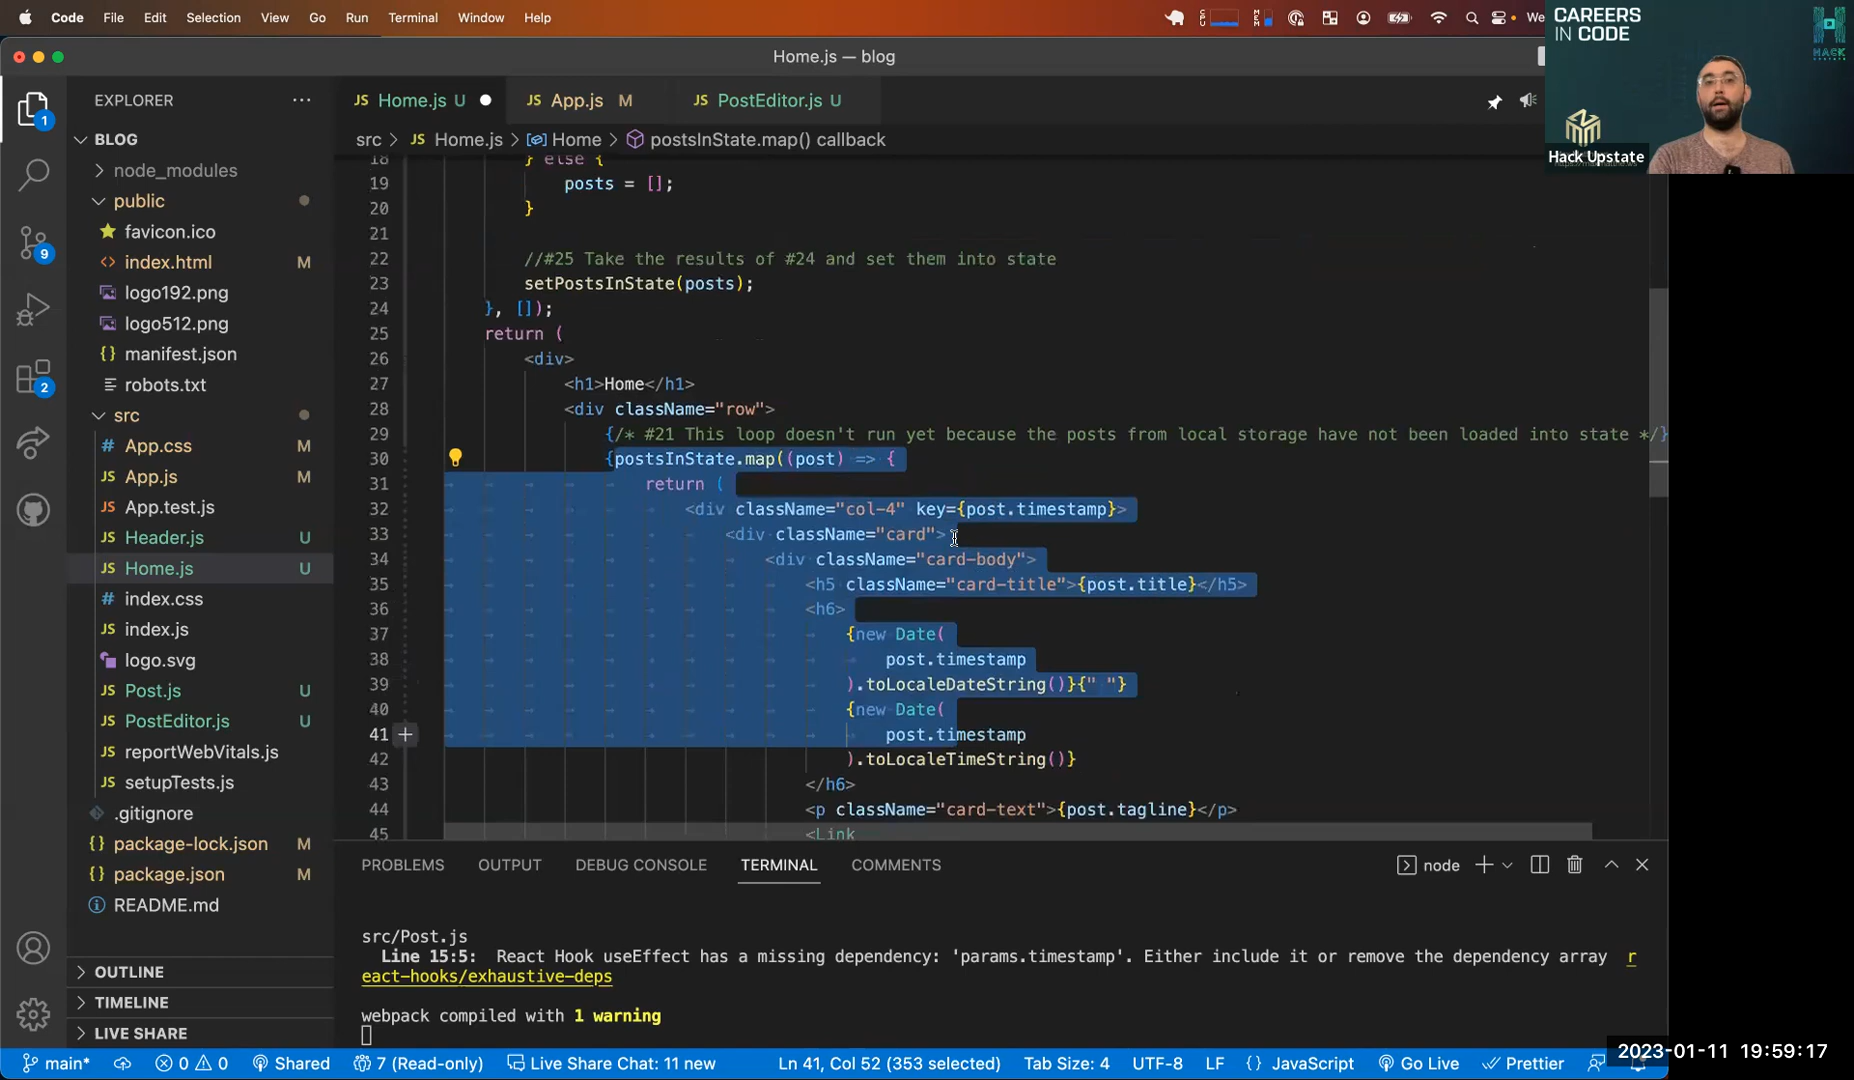 Code File Edit Selection View Go Run Terminal Window Help
CPU MEM We
Home.js — blog
CAREERS
IN CODE
HACK
Hack Upstate
EXPLORER
Home.js U
App.js M
PostEditor.js U
BLOG
src > Home.js > Home > postsInState.map() callback
node_modules
public
favicon.ico
index.html M
logo192.png
logo512.png
manifest.json
robots.txt
src
App.css M
App.js M
App.test.js
Header.js U
Home.js U
index.css
index.js
logo.svg
Post.js U
PostEditor.js U
reportWebVitals.js
setupTests.js
.gitignore
package-lock.json M
package.json M
README.md
OUTLINE
TIMELINE
LIVE SHARE
18 } else {
19 posts = [];
20 }
21
22 //#25 Take the results of #24 and set them into state
23 setPostsInState(posts);
24 }, []);
25 return (
26 <div>
27 <h1>Home</h1>
28 <div className="row">
29 {/* #21 This loop doesn't run yet because the posts from local storage have not been loaded into state */}
30 {postsInState.map((post) => {
31 return (
32 <div className="col-4" key={post.timestamp}>
33 <div className="card">
34 <div className="card-body">
35 <h5 className="card-title">{post.title}</h5>
36 <h6>
37 {new Date(
38 post.timestamp
39 ).toLocaleDateString()}{" "}
40 {new Date(
41 post.timestamp
42 ).toLocaleTimeString()}
43 </h6>
44 <p className="card-text">{post.tagline}</p>
45 <Link
PROBLEMS OUTPUT DEBUG CONSOLE TERMINAL COMMENTS
node
src/Post.js
Line 15:5: React Hook useEffect has a missing dependency: 'params.timestamp'. Either include it or remove the dependency array r
eact-hooks/exhaustive-deps
webpack compiled with 1 warning
main* 0 0 Shared 7 (Read-only) Live Share Chat: 11 new Ln 41, Col 52 (353 selected) Tab Size: 4 UTF-8 LF {} JavaScript Go Live Prettier
2023-01-11 19:59:17
1
9
2